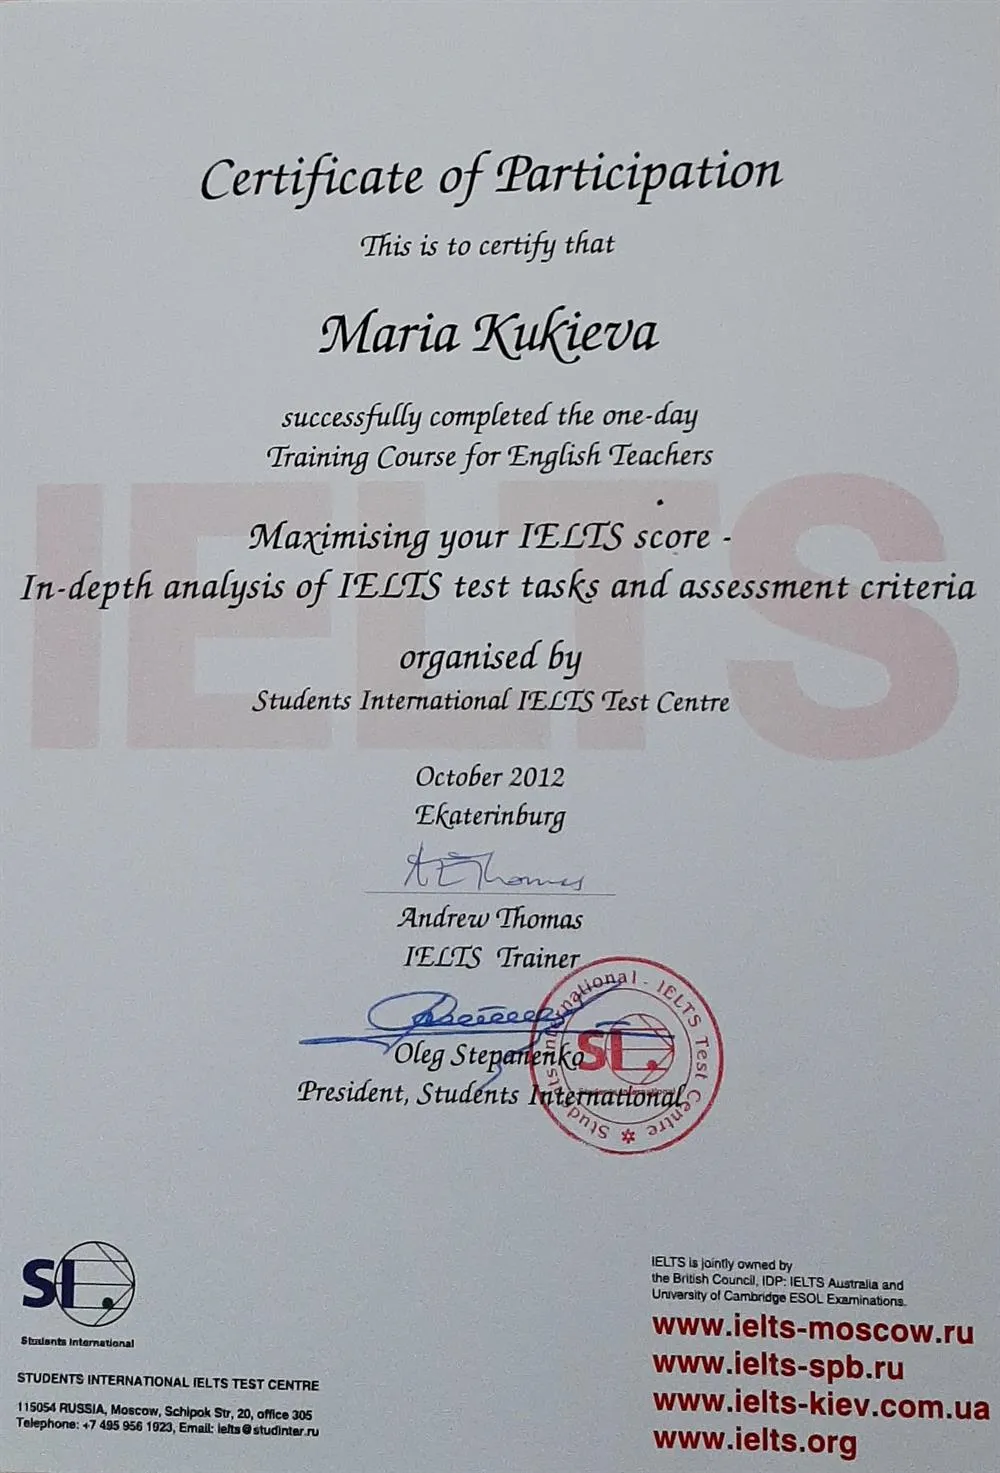 Certificate of Participation
This is to certify that
Maria Kukieva
successfully completed the one-day
Training Course for English Teachers
IELTS
Maximising your IELTS score -
In-depth analysis of IELTS test tasks and assessment criteria
organised by
Students International IELTS Test Centre
October 2012
Ekaterinburg
A E Thomas
Andrew Thomas
IELTS Trainer
Oleg Stepanenko
President, Students International
Students International - IELTS Test Centre
SI
SI
Students International
STUDENTS INTERNATIONAL IELTS TEST CENTRE
115054 RUSSIA, Moscow, Schipok Str, 20, office 305
Telephone: +7 495 956 1923, Email: ielts@studinter.ru
IELTS is jointly owned by
the British Council, IDP: IELTS Australia and
University of Cambridge ESOL Examinations.
www.ielts-moscow.ru
www.ielts-spb.ru
www.ielts-kiev.com.ua
www.ielts.org